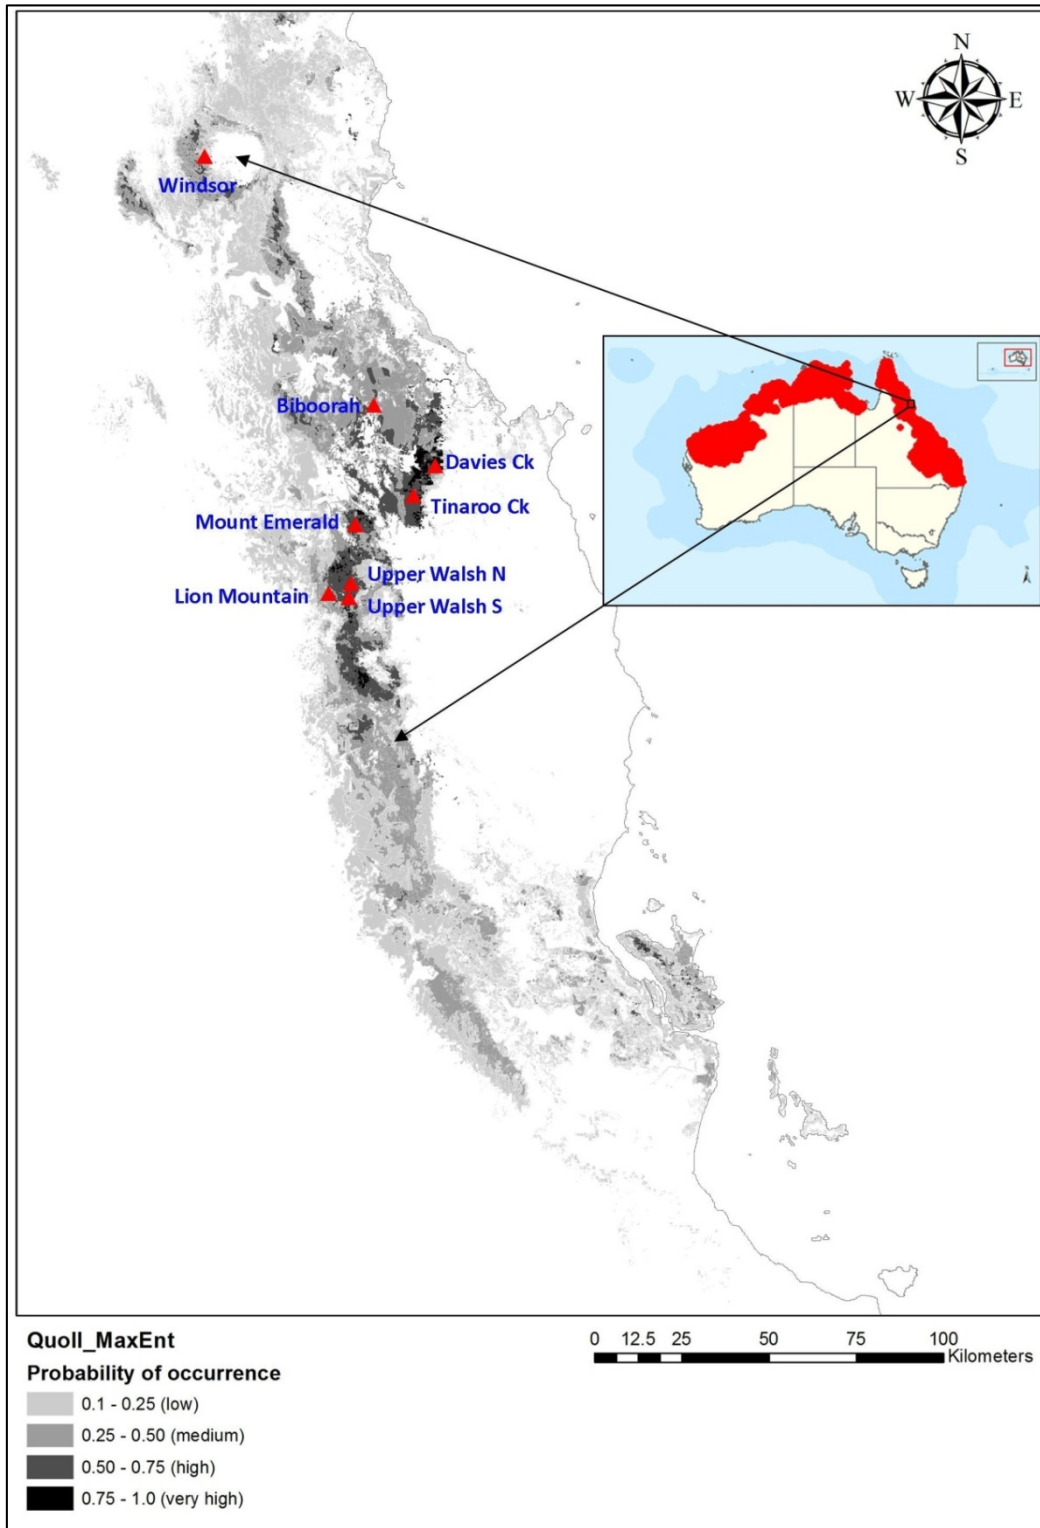 N
W E
S
Windsor
Biboorah
Davies Ck
Tinaroo Ck
Mount Emerald
Upper Walsh N
Lion Mountain
Upper Walsh S
Quoll_MaxEnt
Probability of occurrence
0.1 - 0.25 (low)
0.25 - 0.50 (medium)
0.50 - 0.75 (high)
0.75 - 1.0 (very high)
0 12.5 25 50 75 100
Kilometers